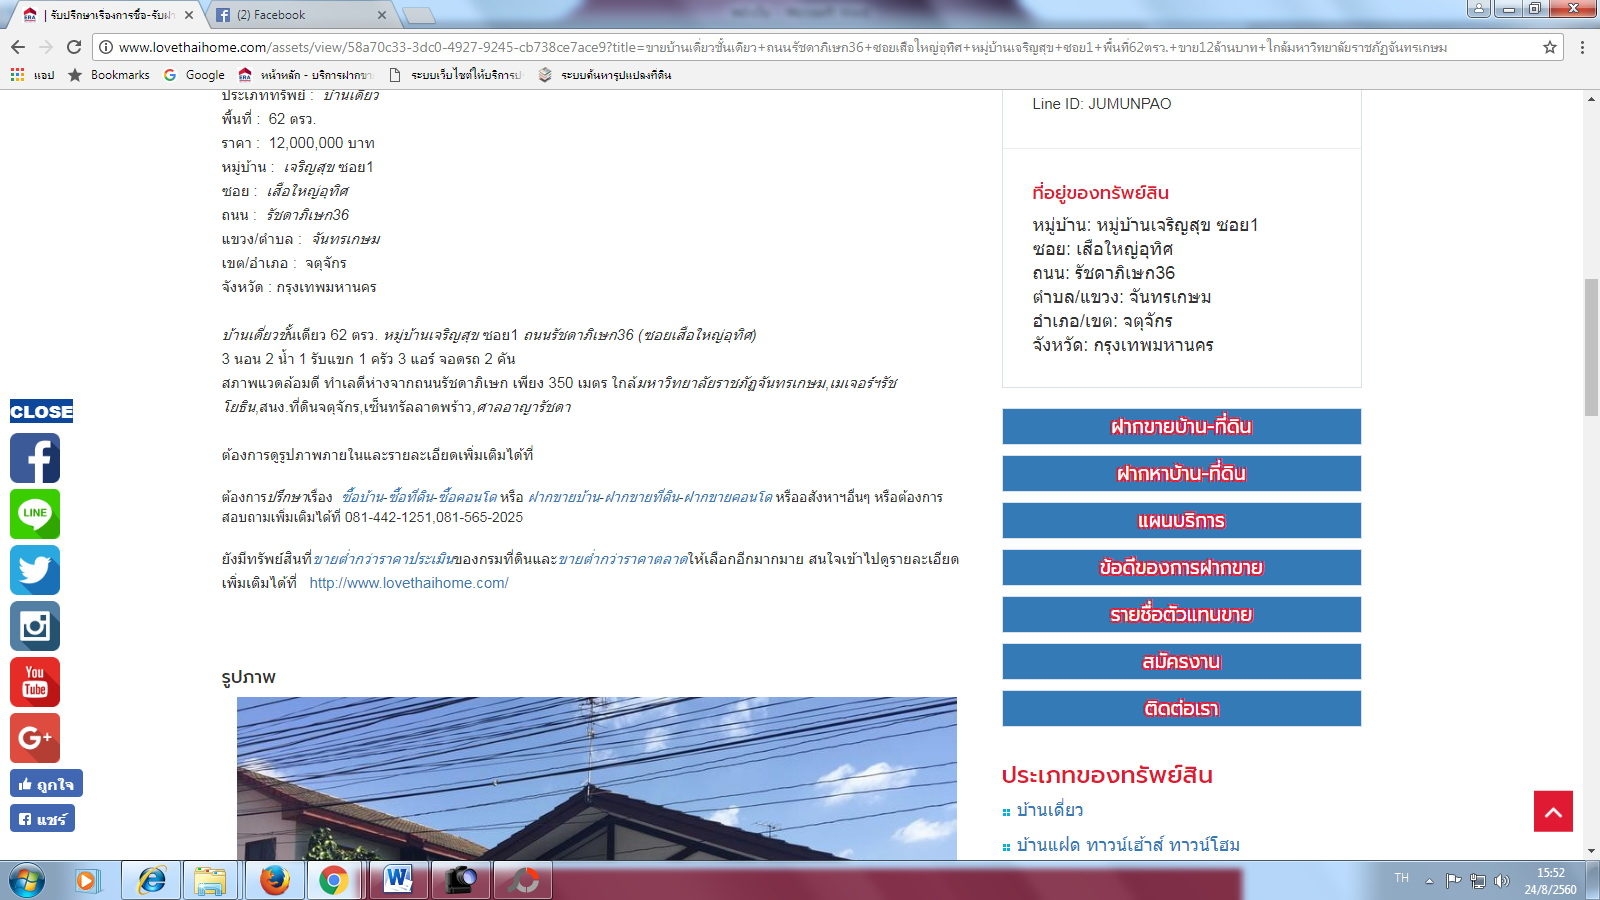 | รับปรึกษาเรื่องการซื้อ-รับฝา
(2) Facebook
www.lovethaihome.com/assets/view/58a70c33-3dc0-4927-9245-cb738ce7ace9?title=ขายบ้านเดี่ยวชั้นเดียว+ถนนรัชดาภิเษก36+ซอยเสือใหญ่อุทิศ+หมู่บ้านเจริญสุข+ซอย1+พื้นที่62ตรว.+ขาย12ล้านบาท+ใกล้มหาวิทยาลัยราชภัฏจันทรเกษม
แอป Bookmarks Google หน้าหลัก - บริการฝากขา ระบบเว็บไซต์ให้บริการป ระบบค้นหารูปแปลงที่ดิน
ประเภททรัพย์ : บ้านเดี่ยว
พื้นที่ : 62 ตรว.
ราคา : 12,000,000 บาท
หมู่บ้าน : เจริญสุข ซอย1
ซอย : เสือใหญ่อุทิศ
ถนน : รัชดาภิเษก36
แขวง/ตำบล : จันทรเกษม
เขต/อำเภอ : จตุจักร
จังหวัด : กรุงเทพมหานคร
บ้านเดี่ยวชั้นเดียว 62 ตรว. หมู่บ้านเจริญสุข ซอย1 ถนนรัชดาภิเษก36 (ซอยเสือใหญ่อุทิศ)
3 นอน 2 น้ำ 1 รับแขก 1 ครัว 3 แอร์ จอดรถ 2 คัน
สภาพแวดล้อมดี ทำเลดีห่างจากถนนรัชดาภิเษก เพียง 350 เมตร ใกล้มหาวิทยาลัยราชภัฏจันทรเกษม,เมเจอร์ฯรัช
โยธิน,สนง.ที่ดินจตุจักร,เซ็นทรัลลาดพร้าว,ศาลอาญารัชดา
ต้องการดูรูปภาพภายในและรายละเอียดเพิ่มเติมได้ที่
ต้องการปรึกษาเรื่อง ซื้อบ้าน-ซื้อที่ดิน-ซื้อคอนโด หรือ ฝากขายบ้าน-ฝากขายที่ดิน-ฝากขายคอนโด หรืออสังหาฯอื่นๆ หรือต้องการ
สอบถามเพิ่มเติมได้ที่ 081-442-1251,081-565-2025
ยังมีทรัพย์สินที่ขายต่ำกว่าราคาประเมินของกรมที่ดินและขายต่ำกว่าราคาตลาดให้เลือกอีกมากมาย สนใจเข้าไปดูรายละเอียด
เพิ่มเติมได้ที่ http://www.lovethaihome.com/
รูปภาพ
CLOSE
LINE
You
Tube
G+
ถูกใจ
แชร์
Line ID: JUMUNPAO
ที่อยู่ของทรัพย์สิน
หมู่บ้าน: หมู่บ้านเจริญสุข ซอย1
ซอย: เสือใหญ่อุทิศ
ถนน: รัชดาภิเษก36
ตำบล/แขวง: จันทรเกษม
อำเภอ/เขต: จตุจักร
จังหวัด: กรุงเทพมหานคร
ฝากขายบ้าน-ที่ดิน
ฝากหาบ้าน-ที่ดิน
แผนบริการ
ข้อดีของการฝากขาย
รายชื่อตัวแทนขาย
สมัครงาน
ติดต่อเรา
ประเภทของทรัพย์สิน
บ้านเดี่ยว
บ้านแฝด ทาวน์เฮ้าส์ ทาวน์โฮม
TH
15:52
24/8/2560